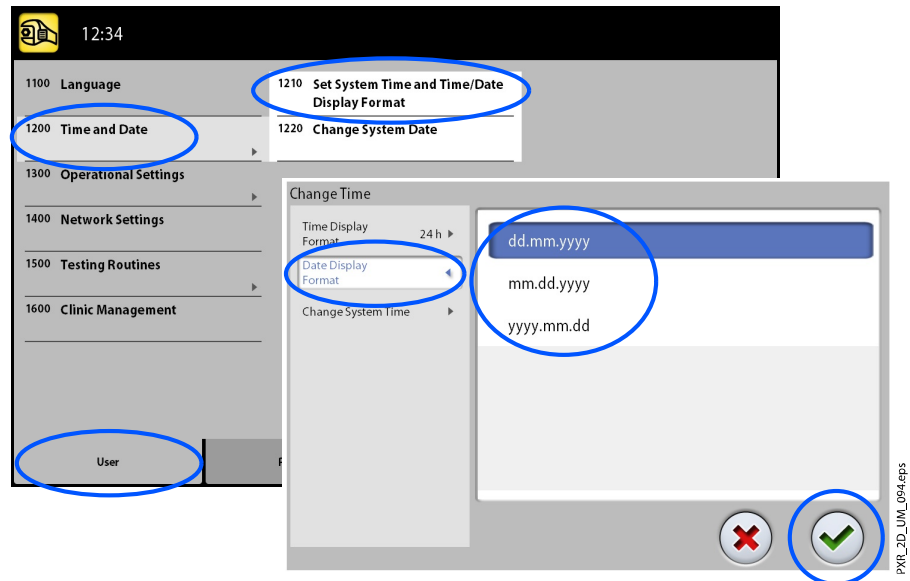 12:34
1100 Language
1200 Time and Date
1300 Operational Settings
1400 Network Settings
1500 Testing Routines
1600 Clinic Management
1210 Set System Time and Time/Date
Display Format
1220 Change System Date
User
Change Time
Time Display
Format
24 h
Date Display
Format
Change System Time
dd.mm.yyyy
mm.dd.yyyy
yyyy.mm.dd
PXR_2D_UM_094.eps